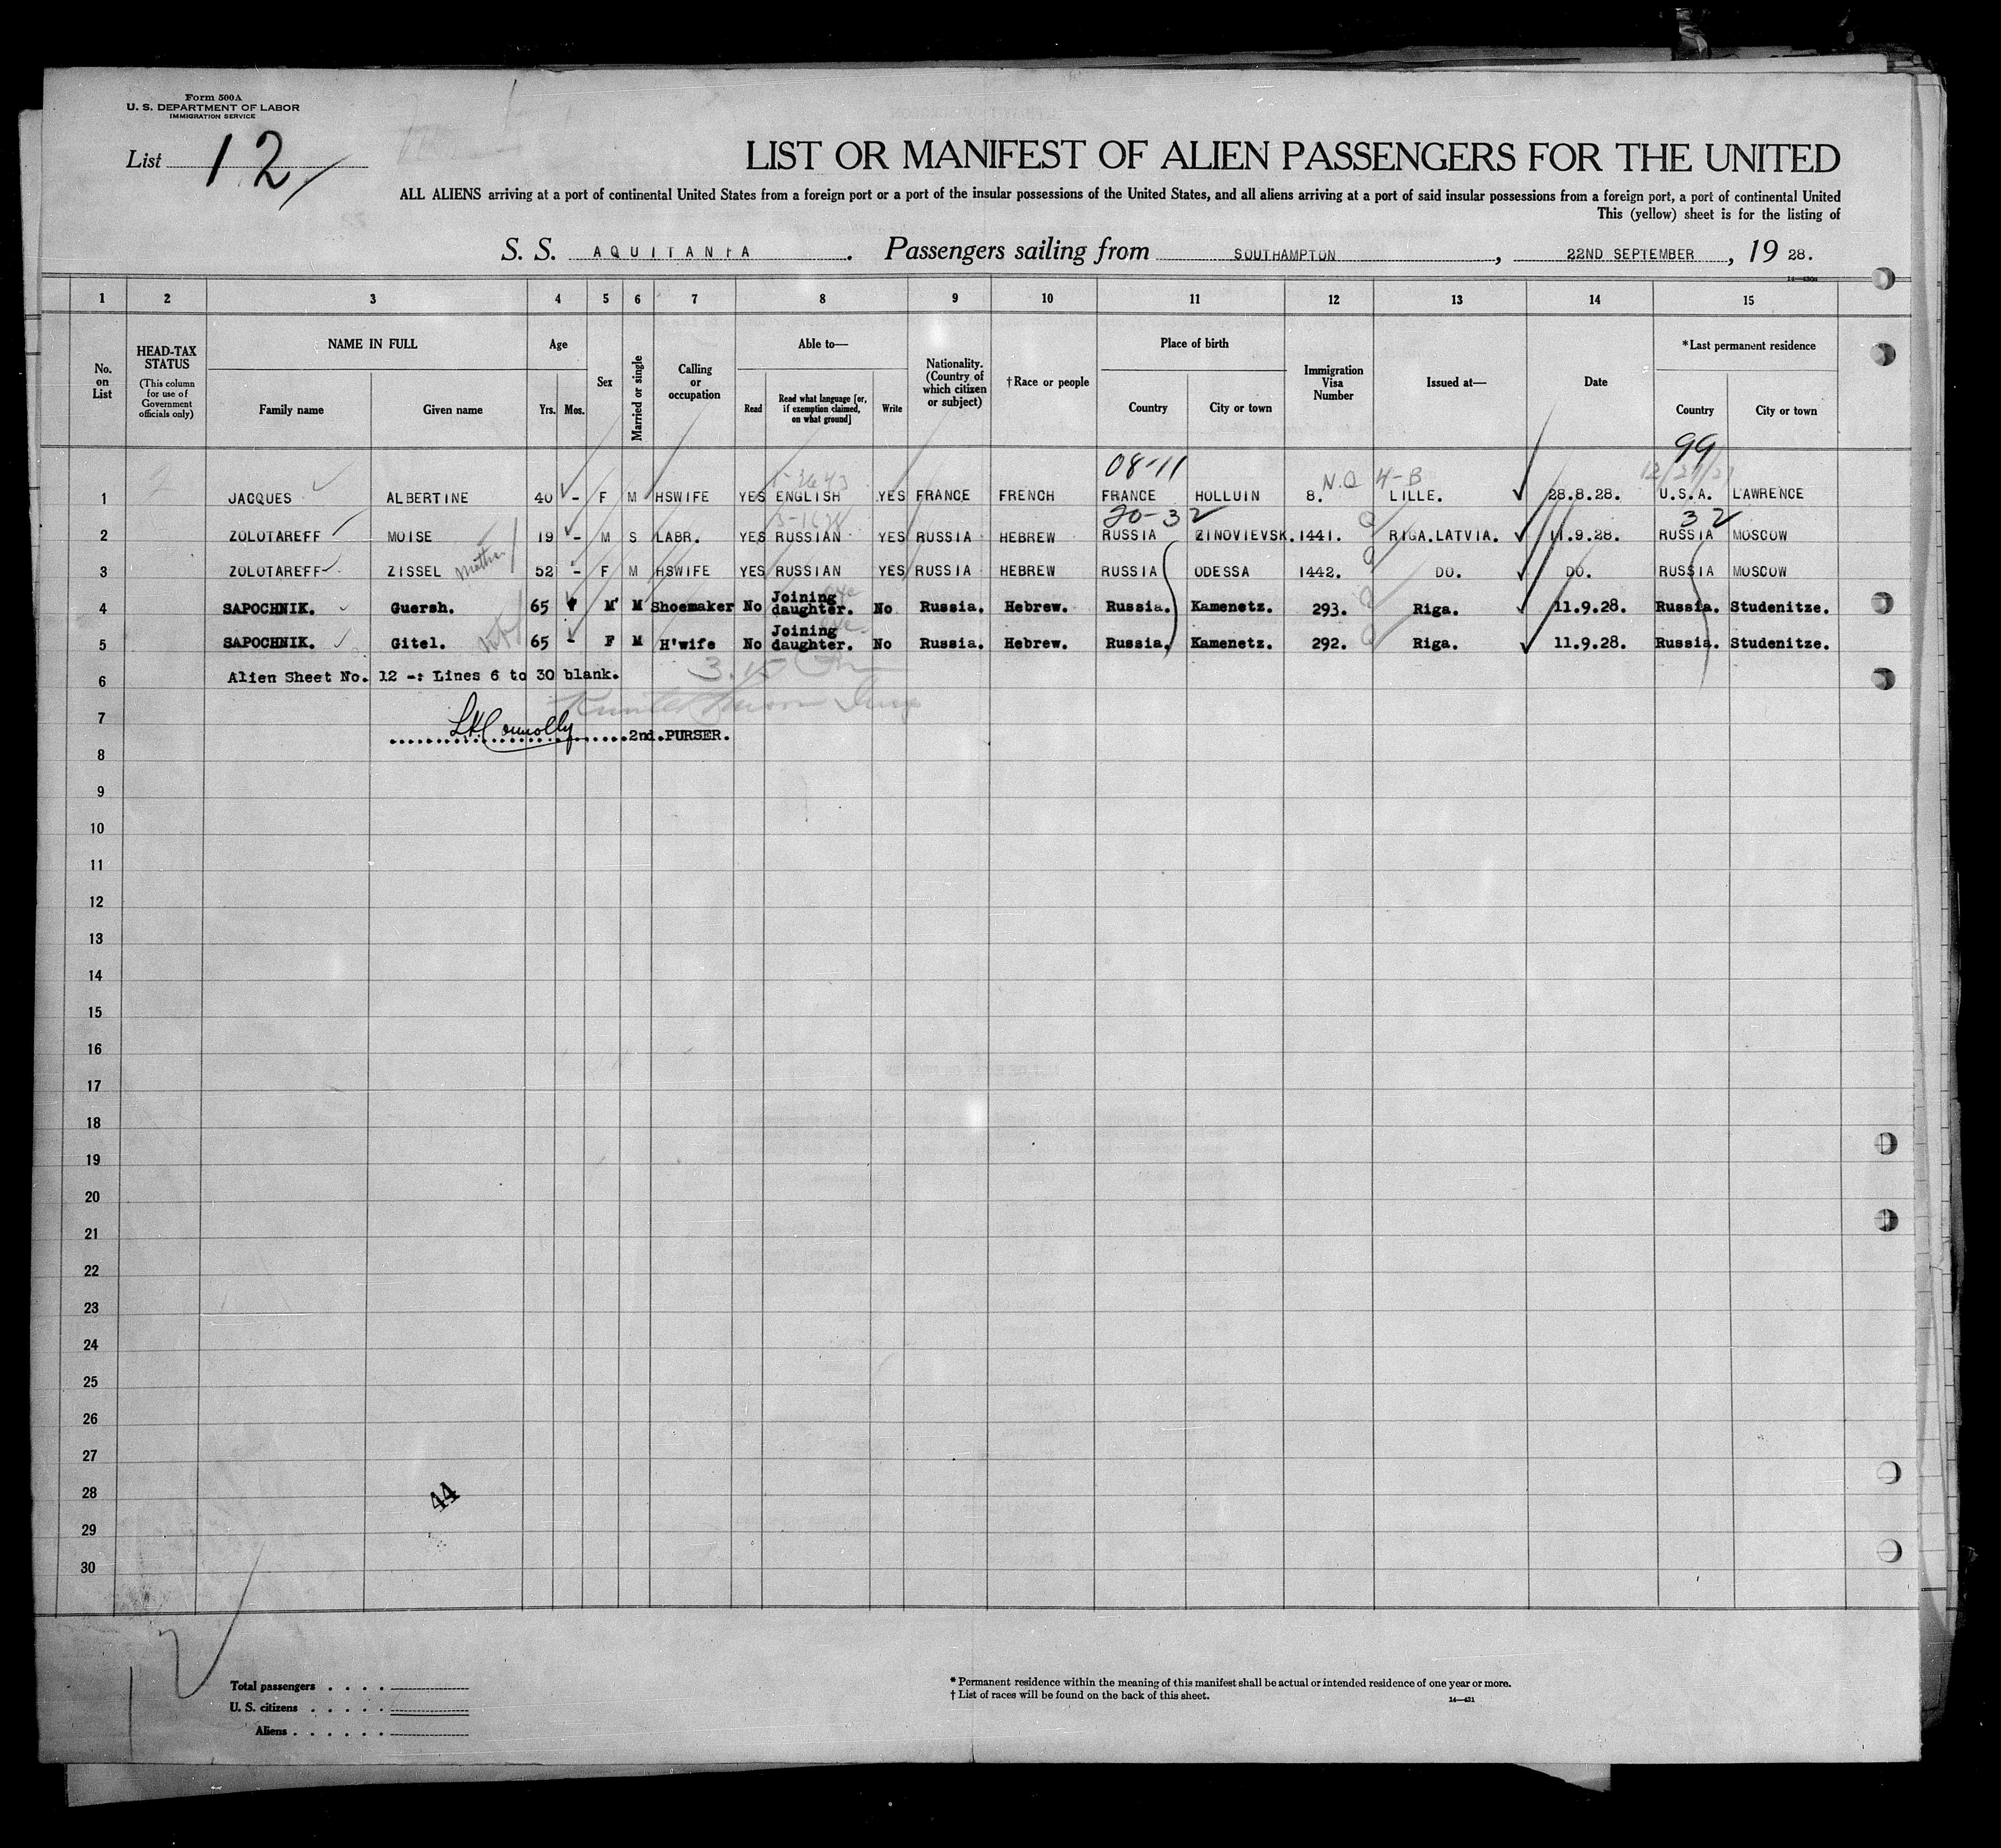 Form 500A
U. S. DEPARTMENT OF LABOR
IMMIGRATION SERVICE
List 12
LIST OR MANIFEST OF ALIEN PASSENGERS FOR THE UNITED
ALL ALIENS arriving at a port of continental United States from a foreign port or a port of the insular possessions of the United States, and all aliens arriving at a port of said insular possessions from a foreign port, a port of continental United
This (yellow) sheet is for the listing of
S. S. AQUITANIA. Passengers sailing from SOUTHAMPTON, 22ND SEPTEMBER, 19 28.
1 2 3 4 5 6 7 8 9 10 11 12 13 14 15
No. on List
HEAD-TAX STATUS (This column for use of Government officials only)
NAME IN FULL
Family name Given name
Age
Yrs. Mos.
Sex
Married or single
Calling or occupation
Able to—
Read Read what language [or, if exemption claimed, on what ground] Write
Nationality. (Country of which citizen or subject)
†Race or people
Place of birth
Country City or town
Immigration Visa Number
Issued at—
Date
*Last permanent residence
Country City or town
08-11 99
N.Q 4-B 12/27/27
1 JACQUES ALBERTINE 40 - F M HSWIFE YES ENGLISH YES FRANCE FRENCH FRANCE HOLLUIN 8. LILLE. 28.8.28. U.S.A. LAWRENCE
20-32 32
2 ZOLOTAREFF MOISE 19 - M S LABR. YES RUSSIAN YES RUSSIA HEBREW RUSSIA ZINOVIEVSK. 1441. RIGA.LATVIA. 11.9.28. RUSSIA MOSCOW
3 ZOLOTAREFF ZISSEL mother 52 - F M HSWIFE YES RUSSIAN YES RUSSIA HEBREW RUSSIA ODESSA 1442. DO. DO. RUSSIA MOSCOW
4 SAPOCHNIK. Guersh. 65 M M Shoemaker No Joining daughter. No Russia. Hebrew. Russia. Kamenetz. 293. Riga. 11.9.28. Russia. Studenitze.
5 SAPOCHNIK. Gitel. 65 - F M H'wife No Joining daughter. No Russia. Hebrew. Russia. Kamenetz. 292. Riga. 11.9.28. Russia. Studenitze.
6 Alien Sheet No. 12 -: Lines 6 to 30 blank.
7 L H Connolly 2nd.PURSER.
8
9
10
11
12
13
14
15
16
17
18
19
20
21
22
23
24
25
26
27
28 44
29
30
Total passengers
U. S. citizens
Aliens
* Permanent residence within the meaning of this manifest shall be actual or intended residence of one year or more.
† List of races will be found on the back of this sheet.
14—431